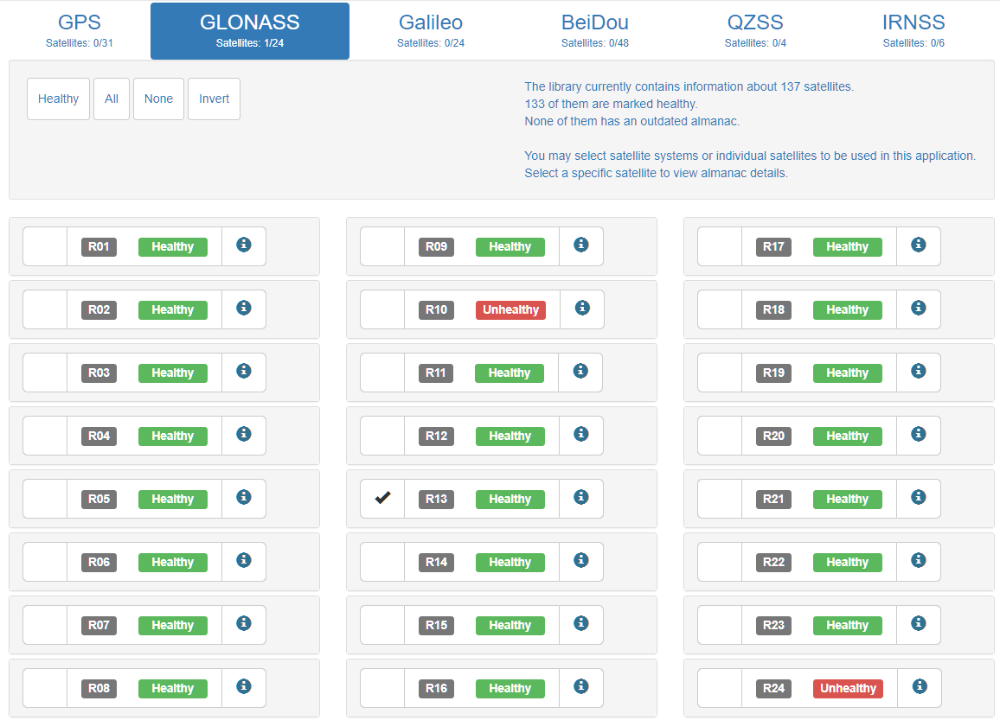 GPS
Satellites: 0/31
GLONASS
Satellites: 1/24
Galileo
Satellites: 0/24
BeiDou
Satellites: 0/48
QZSS
Satellites: 0/4
IRNSS
Satellites: 0/6
Healthy All None Invert
The library currently contains information about 137 satellites.
133 of them are marked healthy.
None of them has an outdated almanac.
You may select satellite systems or individual satellites to be used in this application.
Select a specific satellite to view almanac details.
R01 Healthy
R02 Healthy
R03 Healthy
R04 Healthy
R05 Healthy
R06 Healthy
R07 Healthy
R08 Healthy
R09 Healthy
R10 Unhealthy
R11 Healthy
R12 Healthy
R13 Healthy
R14 Healthy
R15 Healthy
R16 Healthy
R17 Healthy
R18 Healthy
R19 Healthy
R20 Healthy
R21 Healthy
R22 Healthy
R23 Healthy
R24 Unhealthy